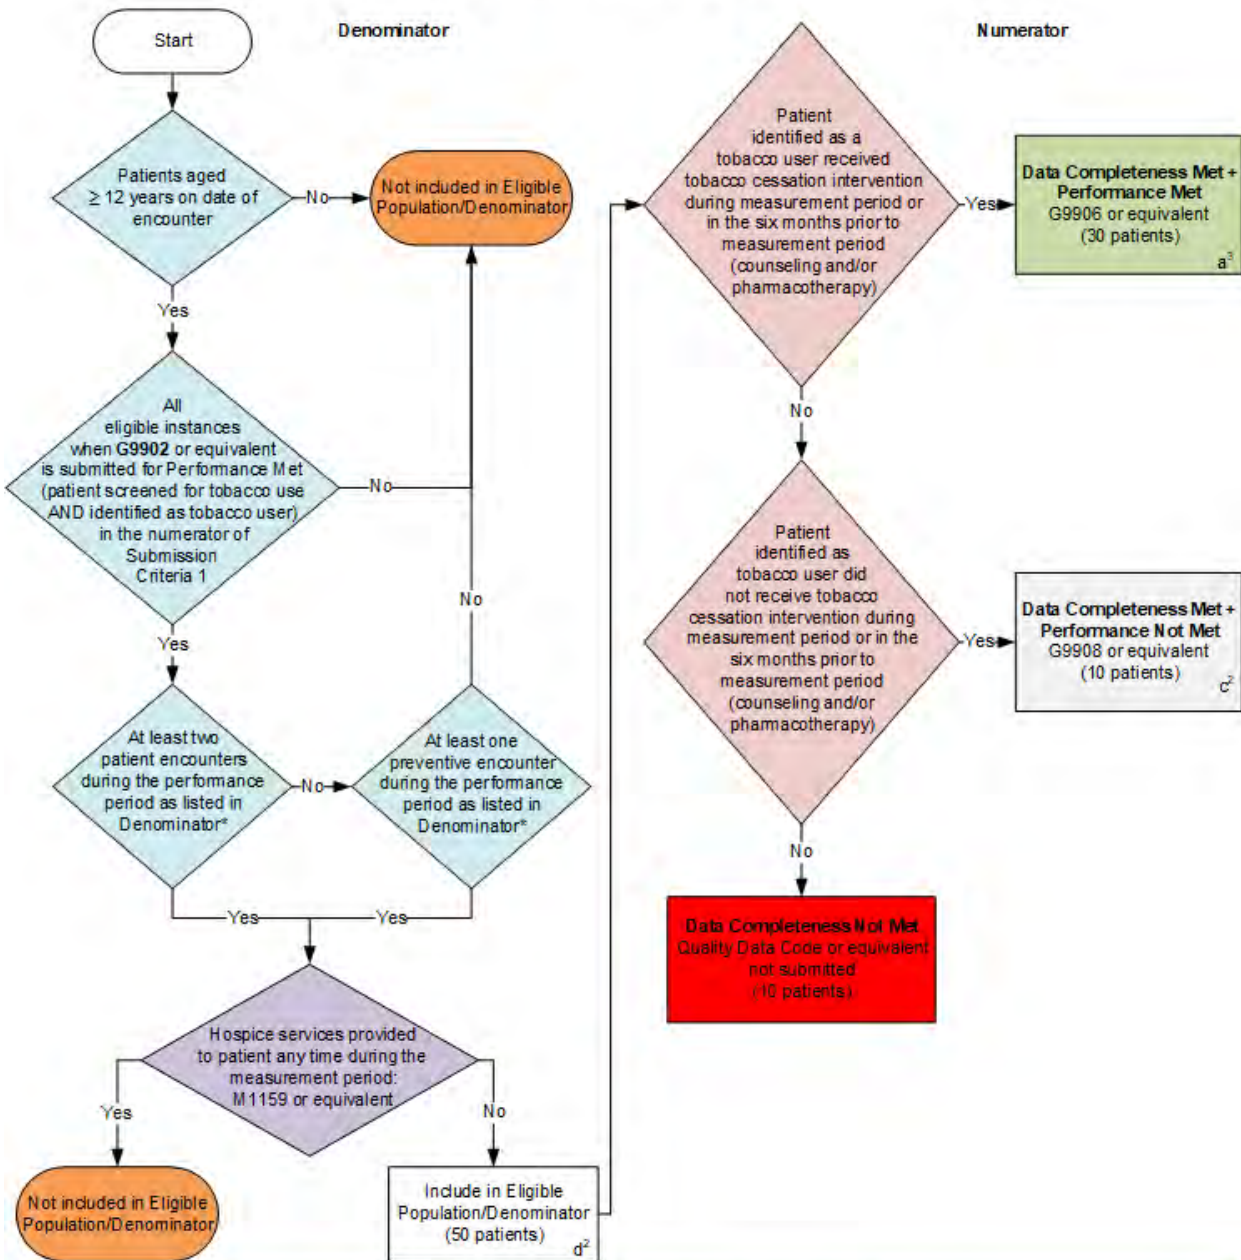 Start
Denominator
Patients aged
≥ 12 years on date of
encounter
No
Not included in Eligible
Population/Denominator
Yes
All
eligible instances
when G9902 or equivalent
is submitted for Performance Met
(patient screened for tobacco use
AND identified as tobacco user)
in the numerator of
Submission
Criteria 1
No
Yes
No
At least two
patient encounters
during the performance
period as listed in
Denominator*
No
At least one
preventive encounter
during the performance
period as listed in
Denominator*
Yes
Yes
Hospice services provided
to patient any time during the
measurement period:
M1159 or equivalent
Yes
No
Not included in Eligible
Population/Denominator
Include in Eligible
Population/Denominator
(50 patients)
d²
Numerator
Patient
identified as a
tobacco user received
tobacco cessation intervention
during measurement period or
in the six months prior to
measurement period
(counseling and/or
pharmacotherapy)
Yes
Data Completeness Met +
Performance Met
G9906 or equivalent
(30 patients)
a³
No
Patient
identified as
tobacco user did
not receive tobacco
cessation intervention during
measurement period or in the
six months prior to
measurement period
(counseling and/or
pharmacotherapy)
Yes
Data Completeness Met +
Performance Not Met
G9908 or equivalent
(10 patients)
c²
No
Data Completeness Not Met
Quality Data Code or equivalent
not submitted
(10 patients)